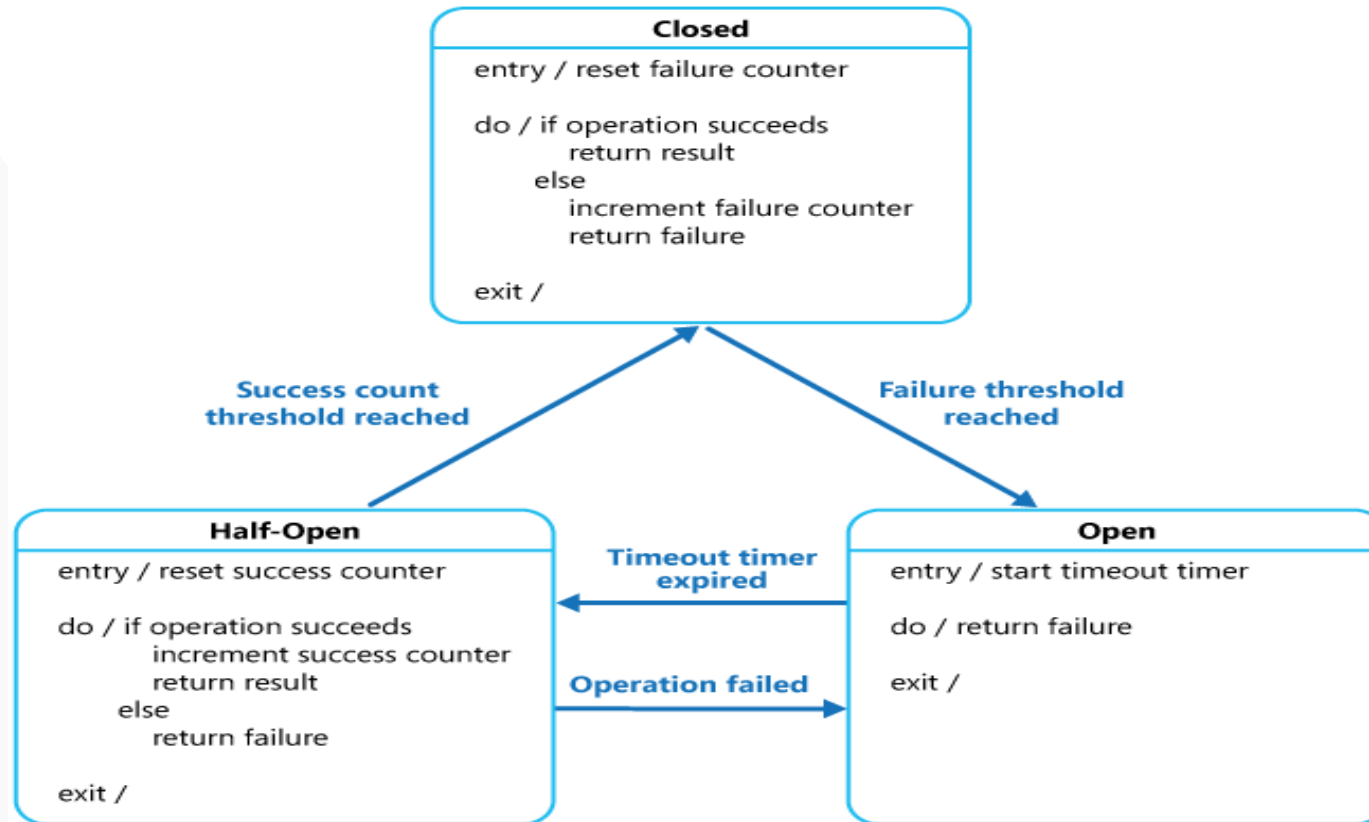 Closed
entry / reset failure counter
do / if operation succeeds
return result
else
increment failure counter
return failure
exit /
Success count
threshold reached
Failure threshold
reached
Half-Open
entry / reset success counter
do / if operation succeeds
increment success counter
return result
else
return failure
exit /
Timeout timer
expired
Operation failed
Open
entry / start timeout timer
do / return failure
exit /